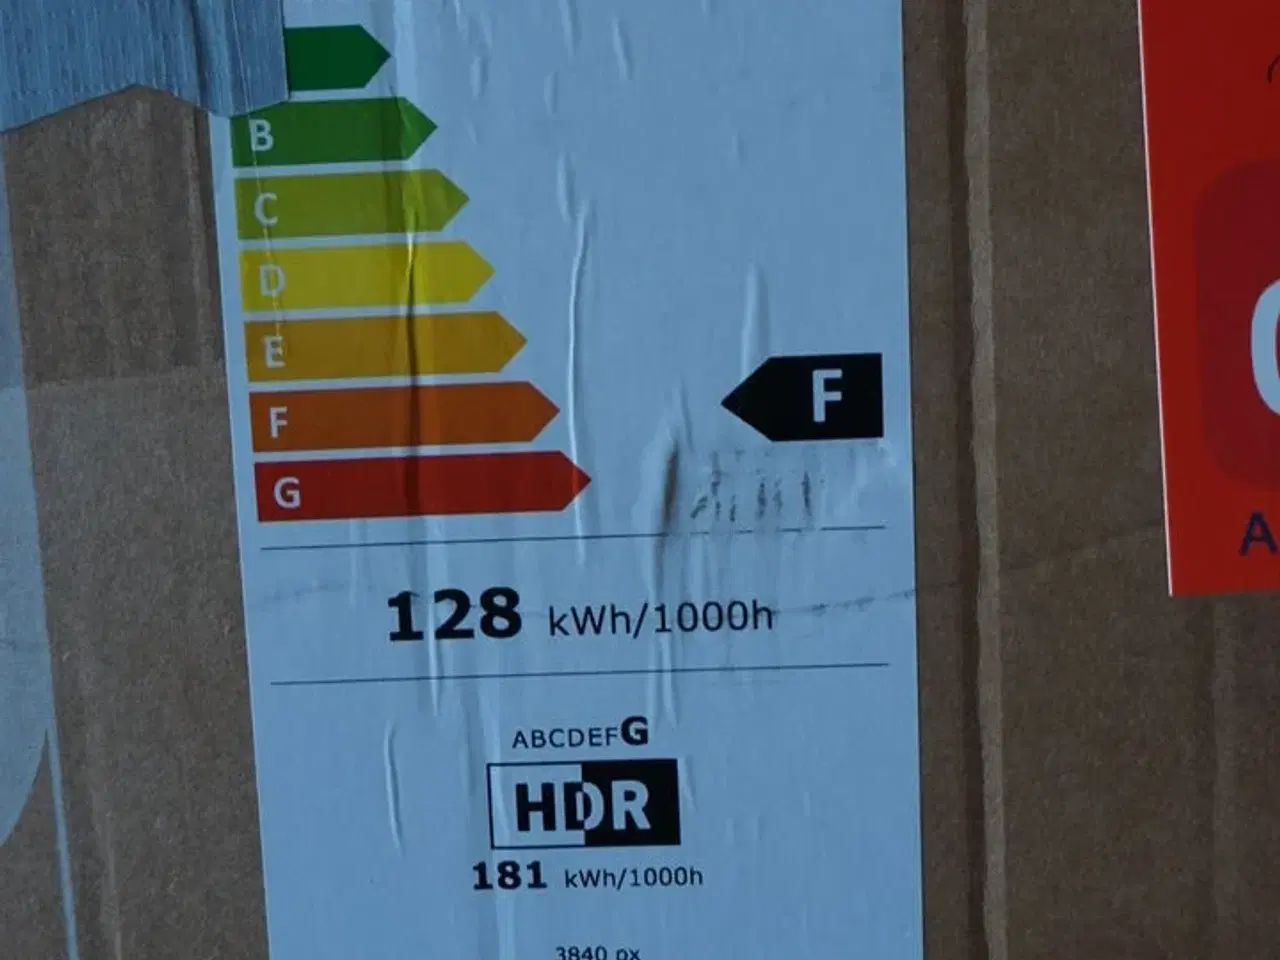 B
C
D
E
F
F
G
128 kWh/1000h
ABCDEFG
HDR
181 kWh/1000h
3840 px
A